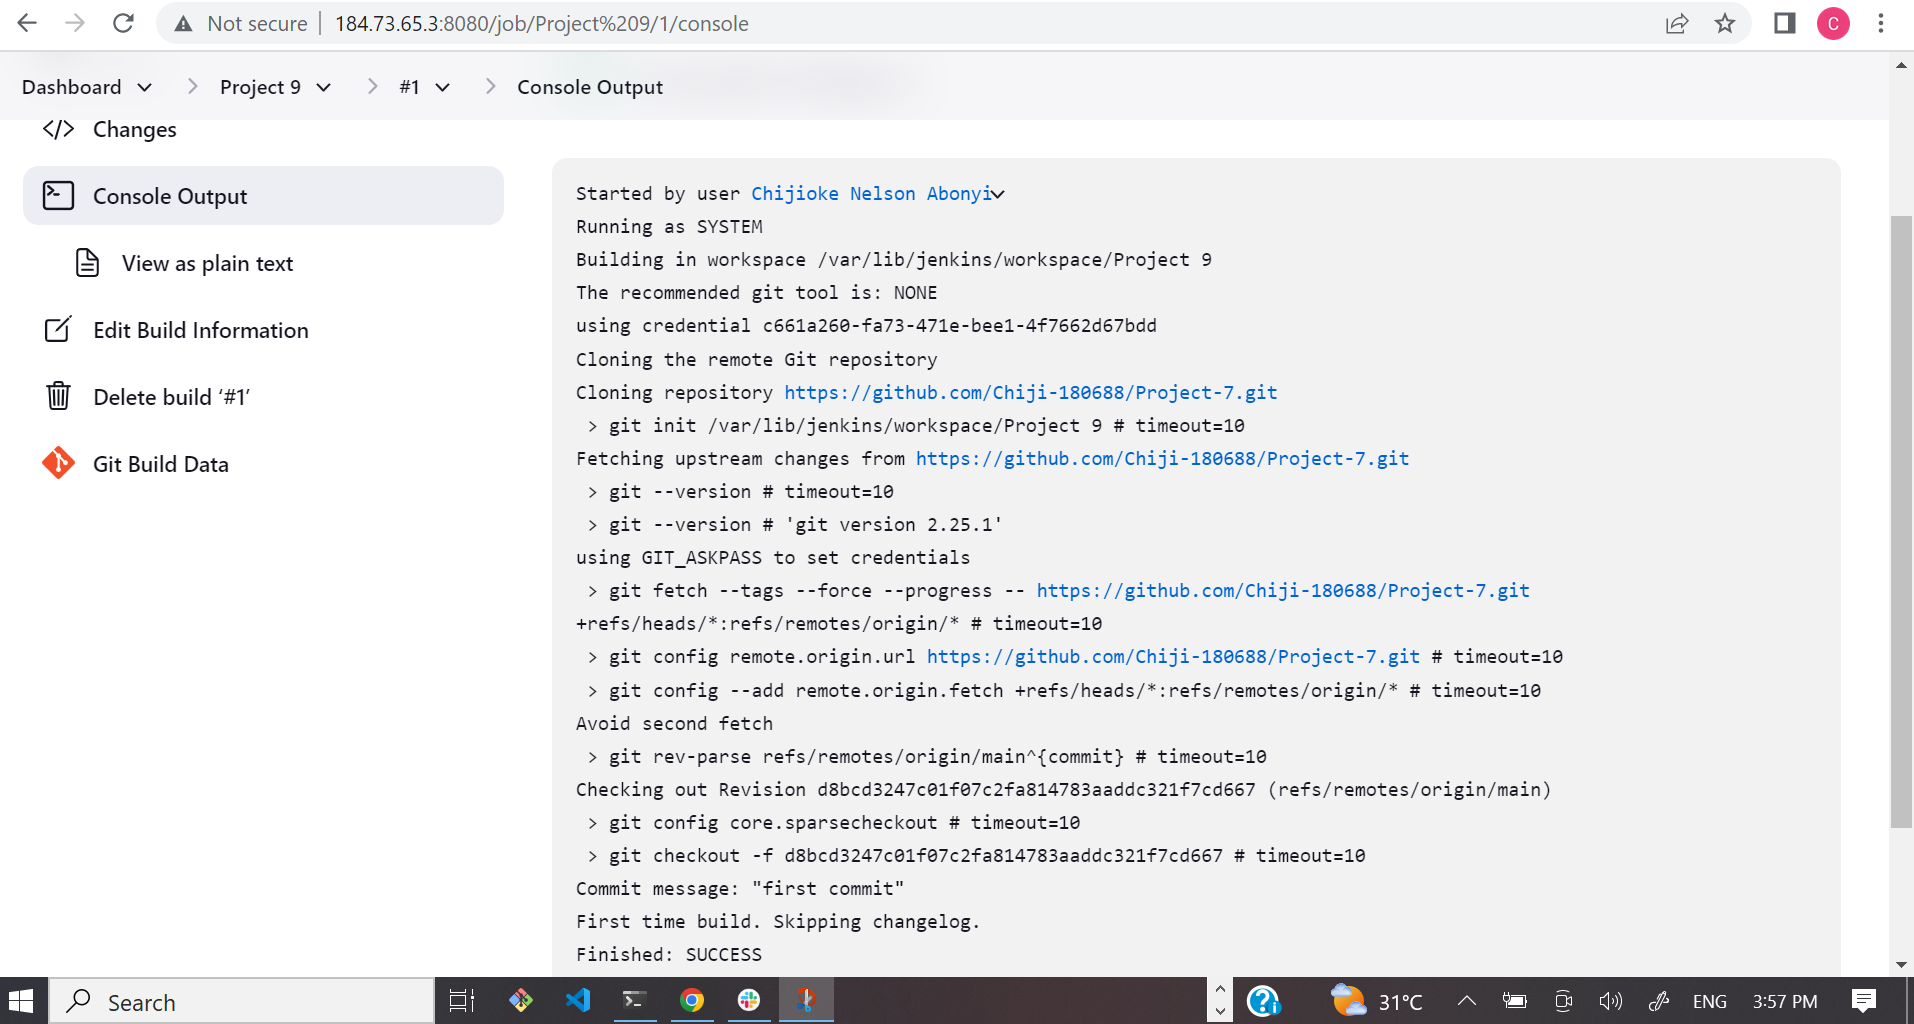 Not secure | 184.73.65.3:8080/job/Project%209/1/console
C
Dashboard > Project 9 > #1 > Console Output
Changes
Console Output
View as plain text
Edit Build Information
Delete build ‘#1’
Git Build Data
Started by user Chijioke Nelson Abonyi
Running as SYSTEM
Building in workspace /var/lib/jenkins/workspace/Project 9
The recommended git tool is: NONE
using credential c661a260-fa73-471e-bee1-4f7662d67bdd
Cloning the remote Git repository
Cloning repository https://github.com/Chiji-180688/Project-7.git
 > git init /var/lib/jenkins/workspace/Project 9 # timeout=10
Fetching upstream changes from https://github.com/Chiji-180688/Project-7.git
 > git --version # timeout=10
 > git --version # 'git version 2.25.1'
using GIT_ASKPASS to set credentials
 > git fetch --tags --force --progress -- https://github.com/Chiji-180688/Project-7.git
+refs/heads/*:refs/remotes/origin/* # timeout=10
 > git config remote.origin.url https://github.com/Chiji-180688/Project-7.git # timeout=10
 > git config --add remote.origin.fetch +refs/heads/*:refs/remotes/origin/* # timeout=10
Avoid second fetch
 > git rev-parse refs/remotes/origin/main^{commit} # timeout=10
Checking out Revision d8bcd3247c01f07c2fa814783aaddc321f7cd667 (refs/remotes/origin/main)
 > git config core.sparsecheckout # timeout=10
 > git checkout -f d8bcd3247c01f07c2fa814783aaddc321f7cd667 # timeout=10
Commit message: "first commit"
First time build. Skipping changelog.
Finished: SUCCESS
Search
31°C
ENG
3:57 PM